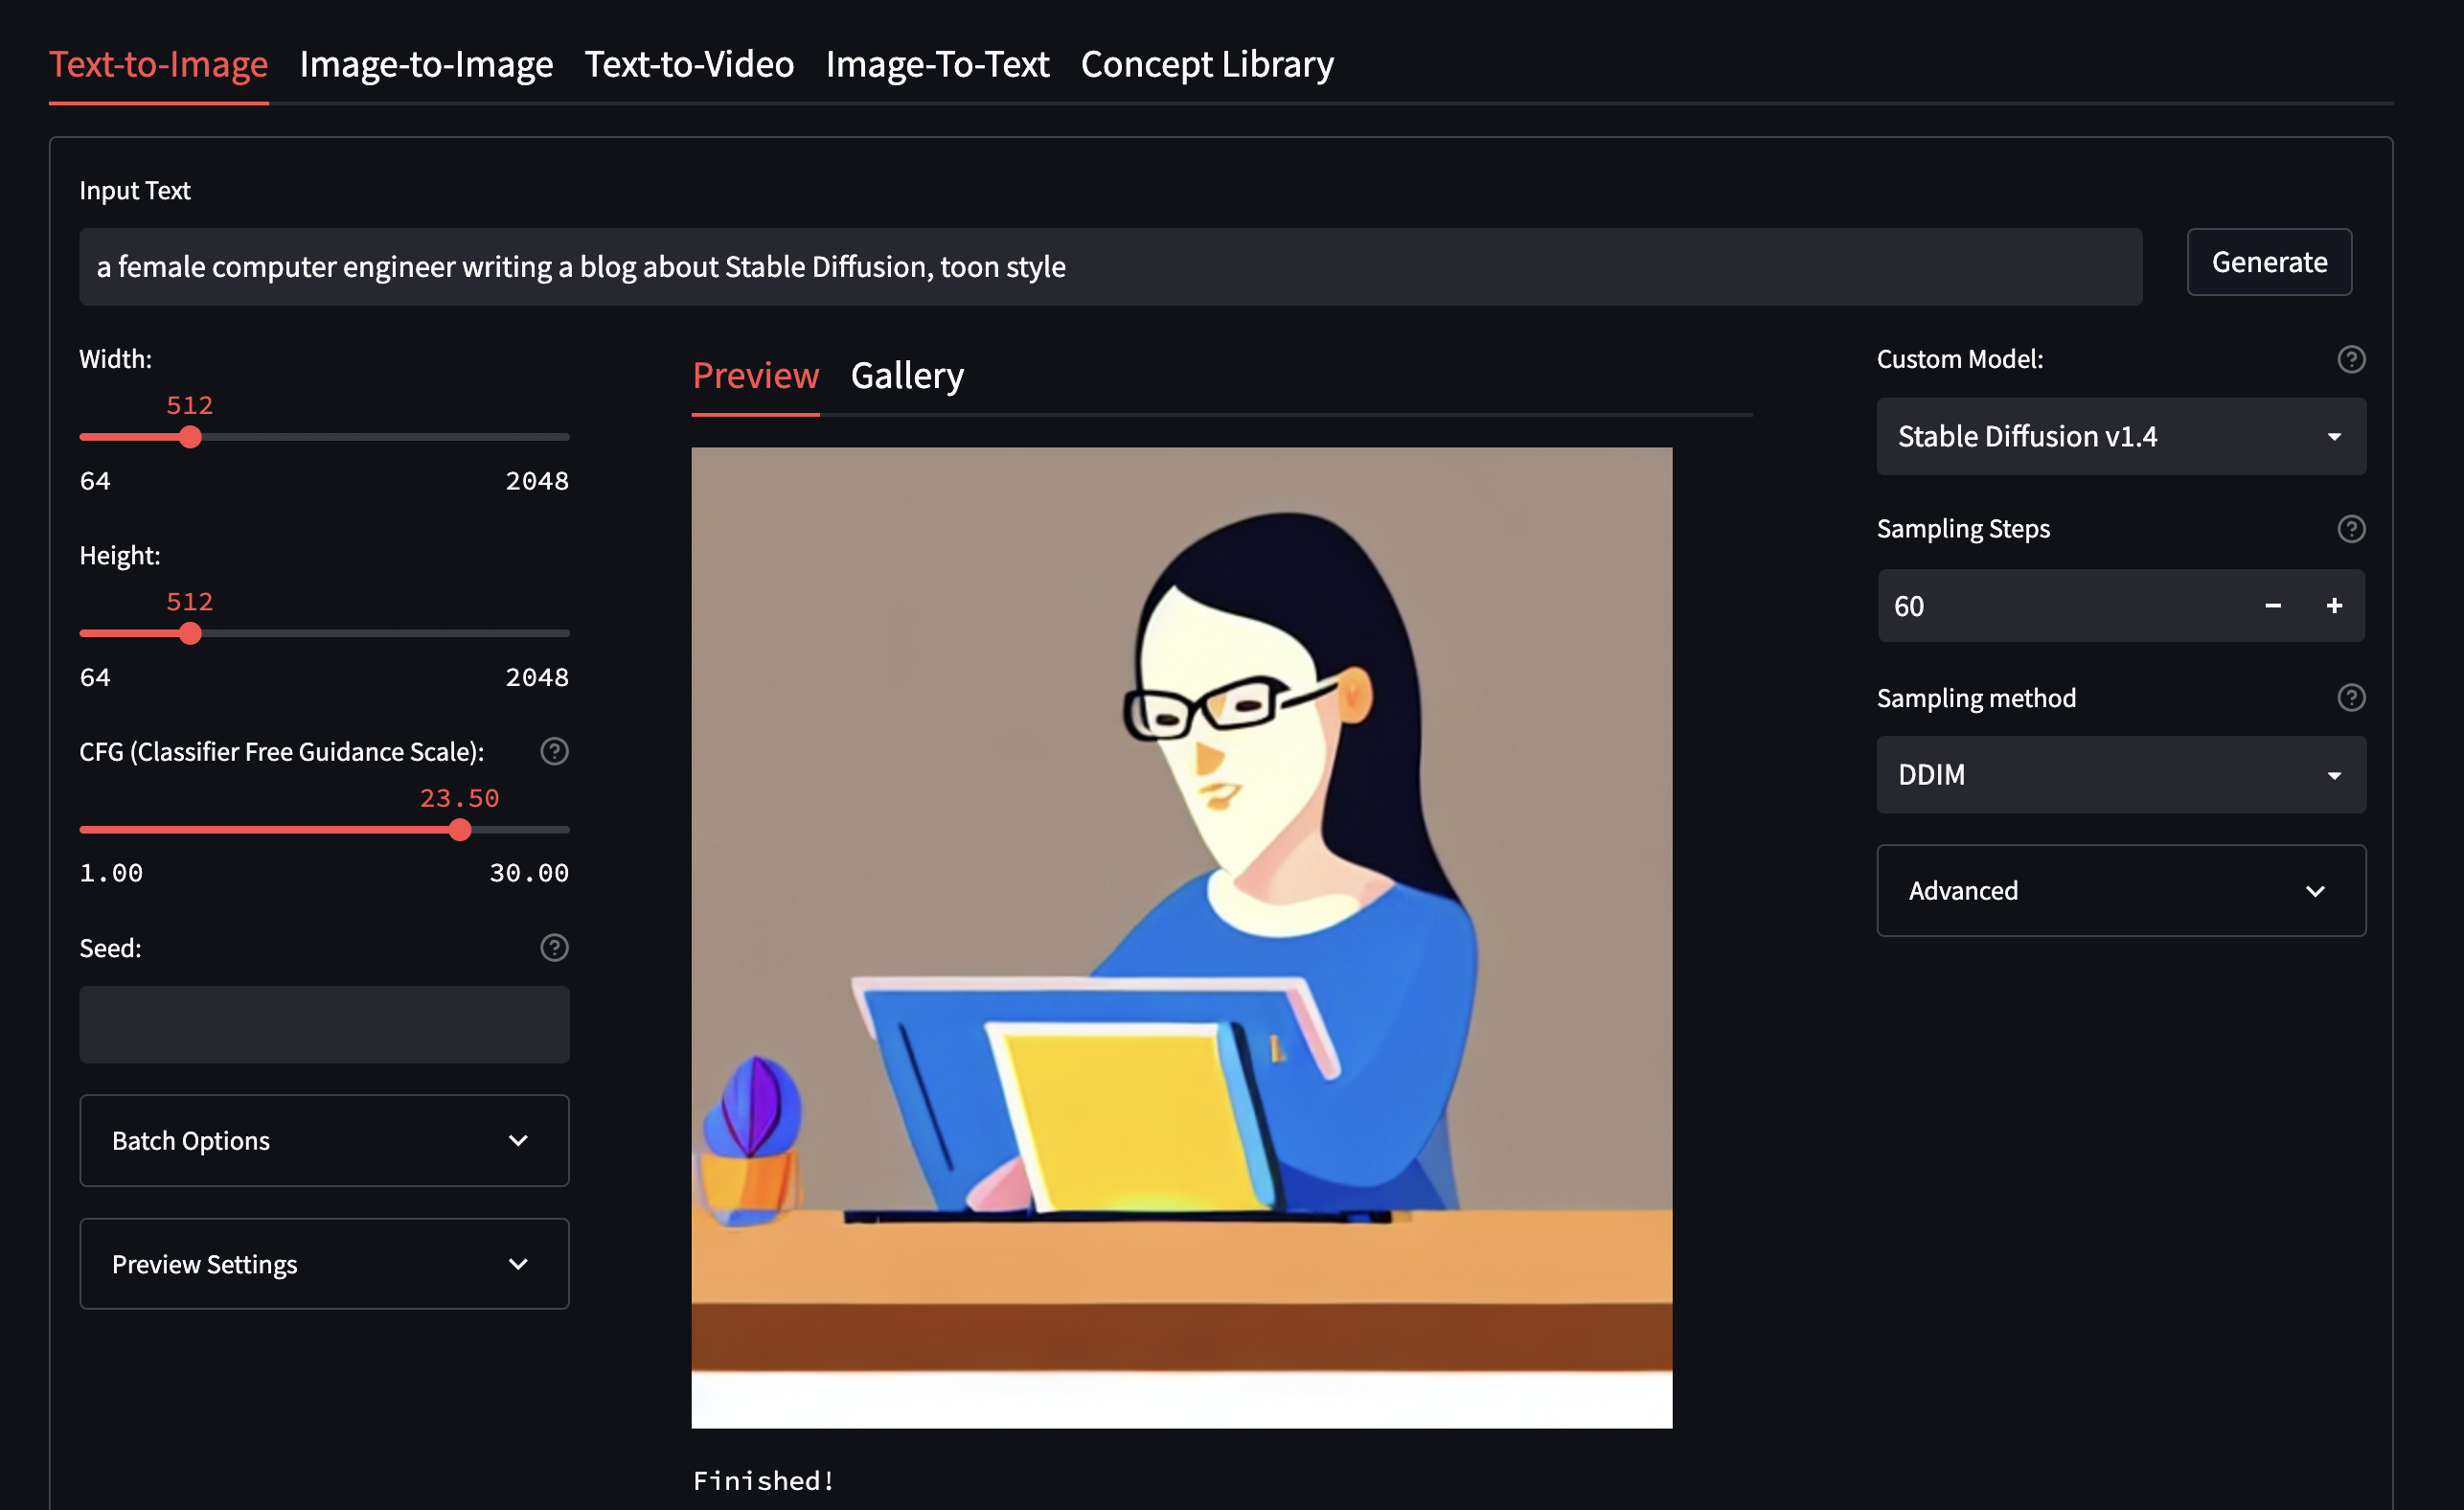 Text-to-Image Image-to-Image Text-to-Video Image-To-Text Concept Library
Input Text
a female computer engineer writing a blog about Stable Diffusion, toon style
Generate
Width:
512
64 2048
Height:
512
64 2048
CFG (Classifier Free Guidance Scale):
23.50
1.00 30.00
Seed:
Batch Options
Preview Settings
Preview Gallery
Finished!
Custom Model:
Stable Diffusion v1.4
Sampling Steps
60
Sampling method
DDIM
Advanced